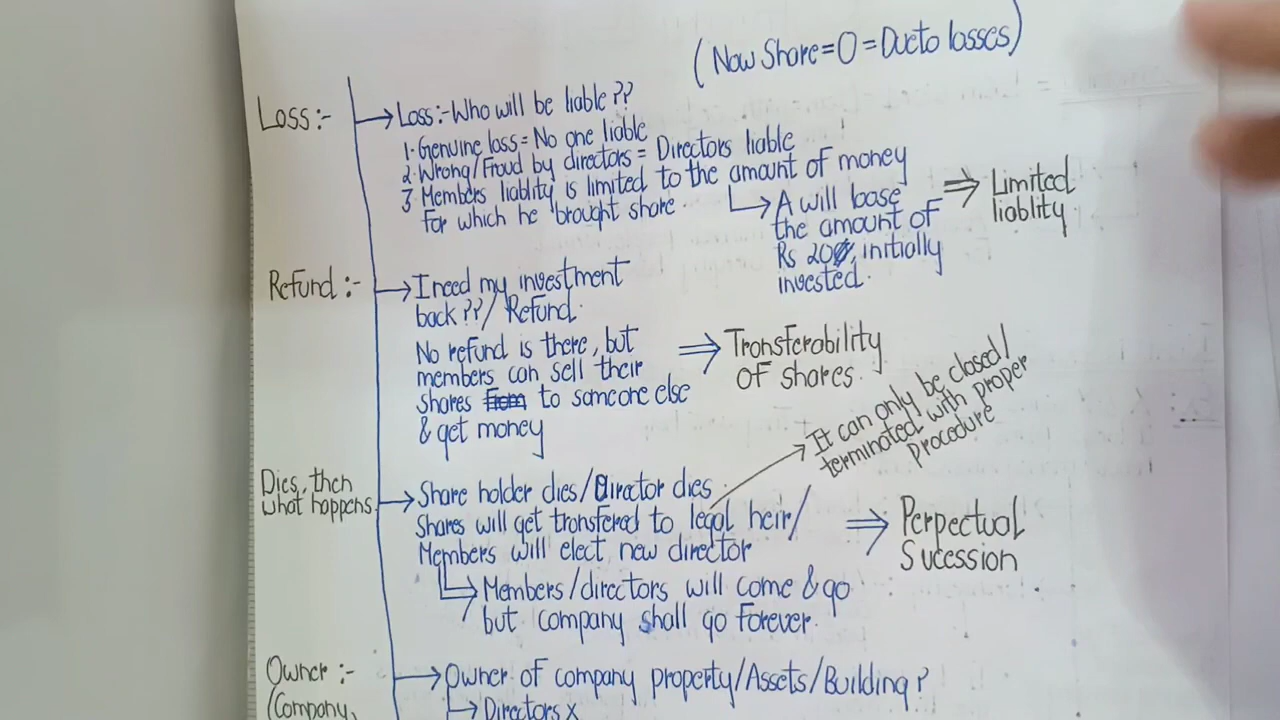 (Now Share=0=Due to losses)
Loss:-
→Loss:-Who will be liable??
1·Genuine loss= No one liable
2·Wrong/Fraud by directors = Directors liable
3·Members liablity is limited to the amount of money
for which he brought share.
→A will loose
the amount of
Rs 200, initially
invested.
⇒ Limited
liablity
Refund:-
→I need my investment
back??/ Refund.
No refund is there, but
members can sell their
shares from to someone else
& get money
⇒ Transferability
of shares.
It can only be closed/
terminated with proper
procedure
Dies, then
what happens.
→Share holder dies/Director dies.
Shares will get transfered to legal heir/
Members will elect new director
⇒ Perpectual
Sucession
→Members/directors will come & go
but company shall go forever.
Owner:-
(Company,
→Owner of company property/Assets/Building?
→Directors x